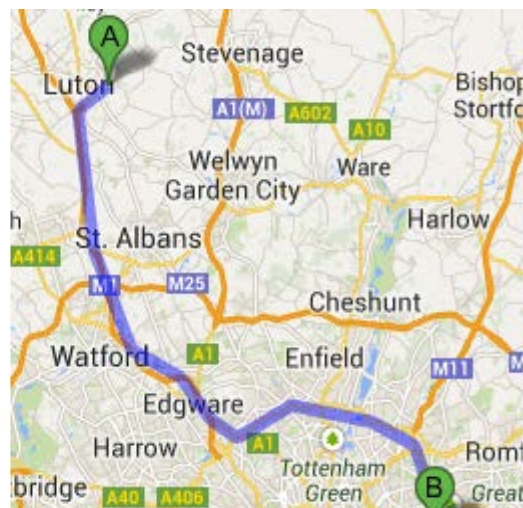 A
Stevenage
Luton
Bishop
Stortfo
A1(M)
A602
A10
Welwyn
Garden City
Ware
Harlow
h
St. Albans
A414
M1
M25
Cheshunt
Watford
A1
Enfield
M11
M
Edgware
Harrow
A1
Romf
Tottenham
Green
B
bridge
A40
A406
Great